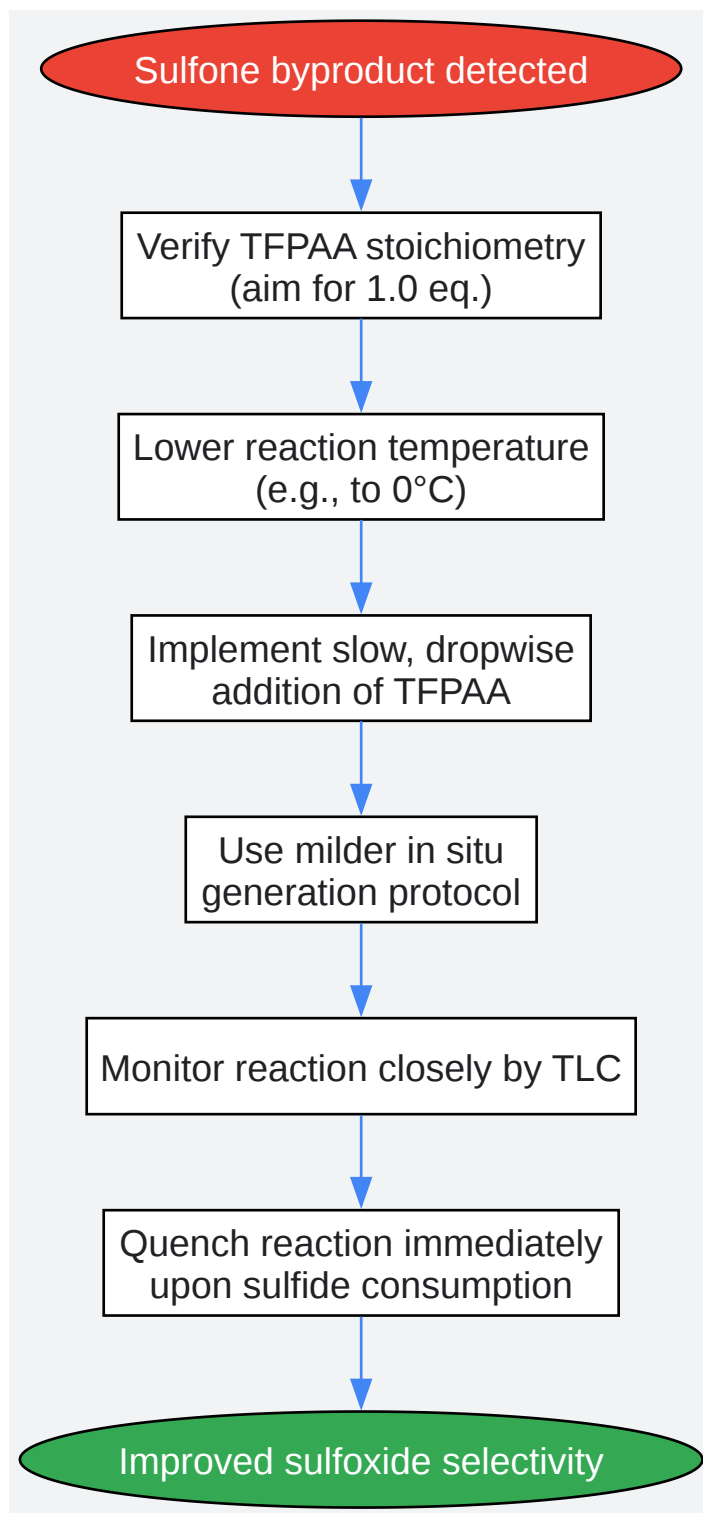 Sulfone byproduct detected
Verify TFPAA stoichiometry
(aim for 1.0 eq.)
Lower reaction temperature
(e.g., to 0°C)
Implement slow, dropwise
addition of TFPAA
Use milder in situ
generation protocol
Monitor reaction closely by TLC
Quench reaction immediately
upon sulfide consumption
Improved sulfoxide selectivity